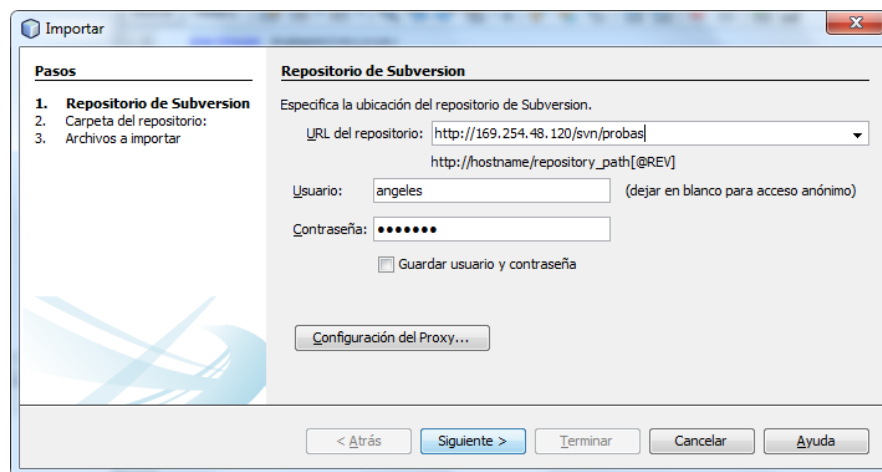 Importar
Pasos
1. Repositorio de Subversion
2. Carpeta del repositorio:
3. Archivos a importar
Repositorio de Subversion
Especifica la ubicación del repositorio de Subversion.
URL del repositorio: http://169.254.48.120/svn/probas
http://hostname/repository_path[@REV]
Usuario: angeles (dejar en blanco para acceso anónimo)
Contraseña: •••••••
Guardar usuario y contraseña
Configuración del Proxy...
< Atrás Siguiente > Terminar Cancelar Ayuda